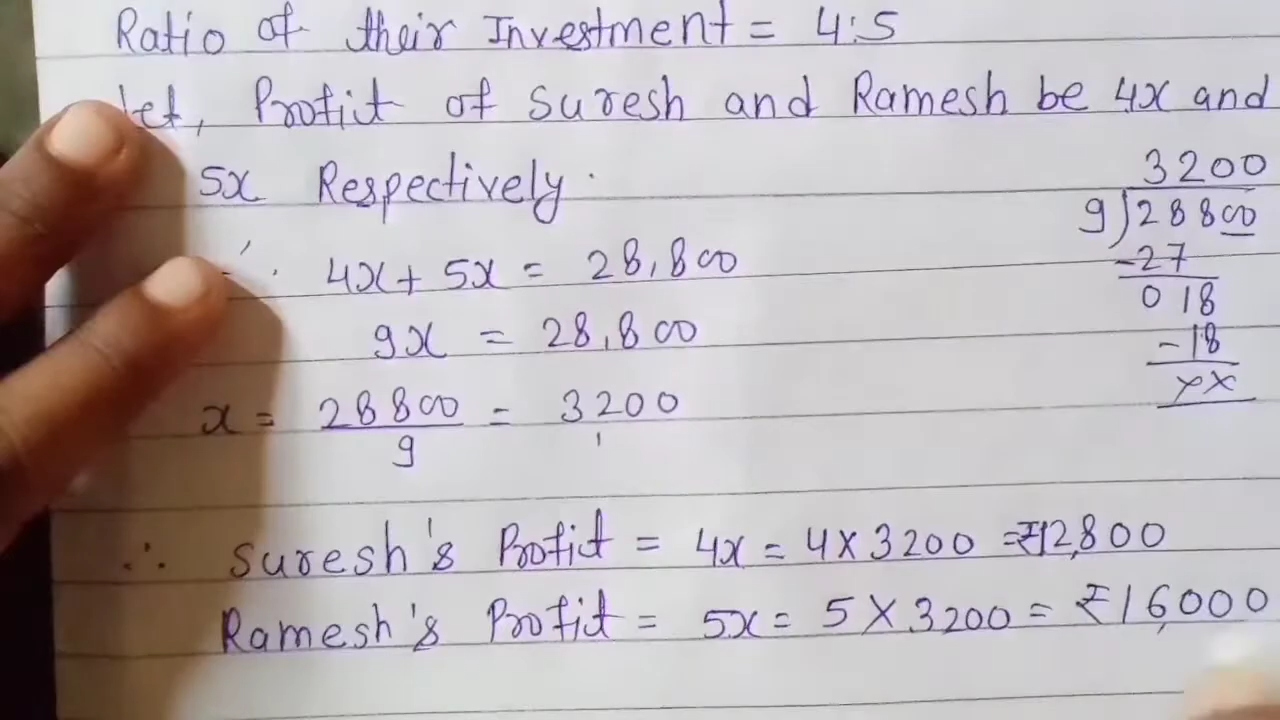 Ratio of their Investment = 4:5
Let, Profit of Suresh and Ramesh be 4x and
5x Respectively.
∴ 4x + 5x = 28,800
9x = 28,800
x = 28800/9 = 3200
3200
9)28800
-27
018
-18
xx
∴ Suresh's Profit = 4x = 4 x 3200 = ₹12,800
Ramesh's Profit = 5x = 5 x 3200 = ₹16,000